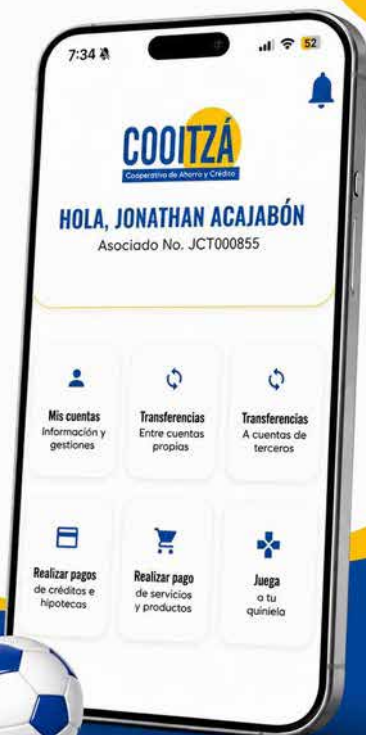 7:34
52
COOITZÁ
Cooperativa de Ahorro y Crédito
HOLA, JONATHAN ACAJABÓN
Asociado No. JCT000855
Mis cuentas
Información y
gestiones
Transferencias
Entre cuentas
propias
Transferencias
A cuentas de
terceros
Realizar pagos
de créditos e
hipotecas
Realizar pago
de servicios
y productos
Juega
a tu
quiniela